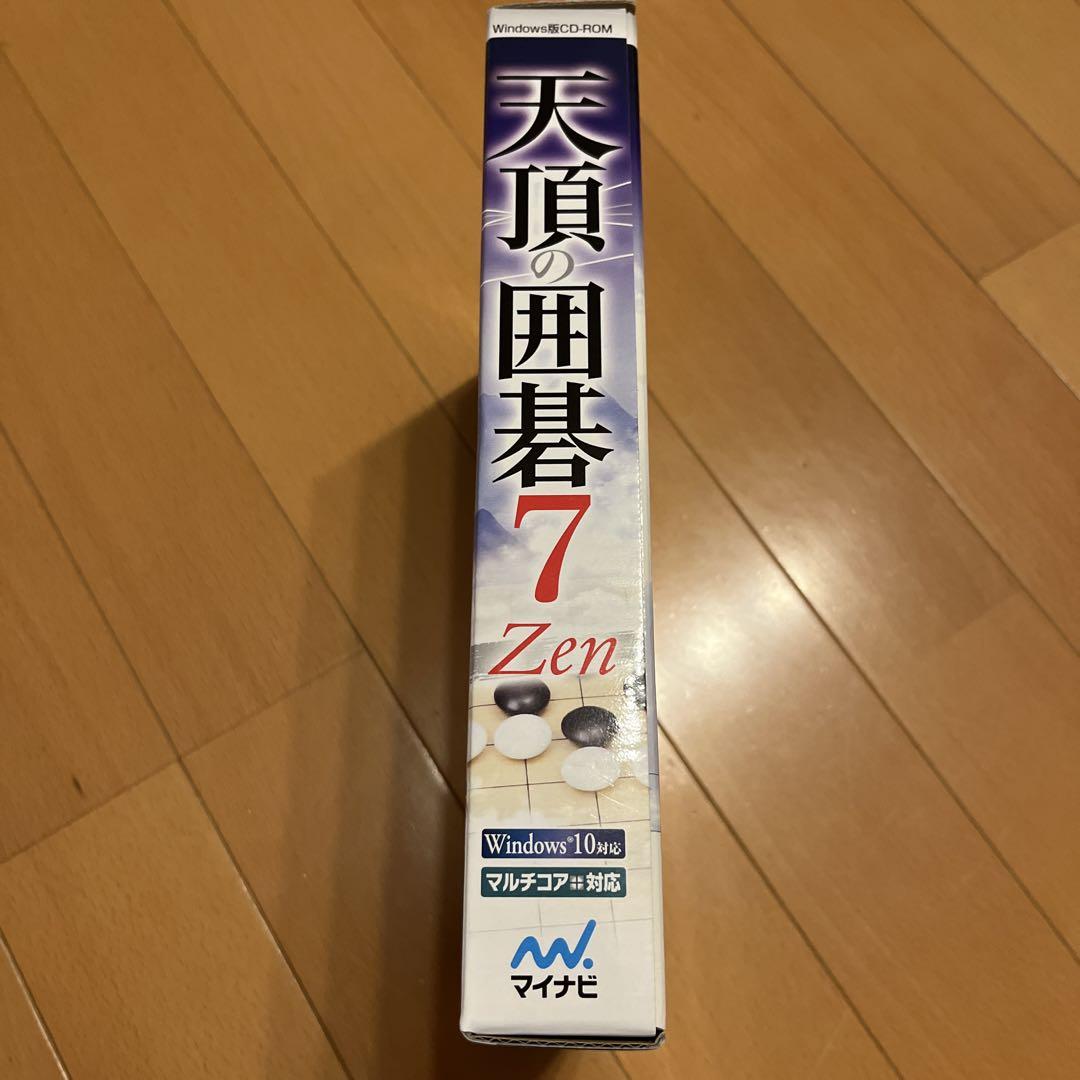 Windows版CD-ROM
天頂の囲碁7
Zen
Windows®10対応
マルチコア対応
マイナビ